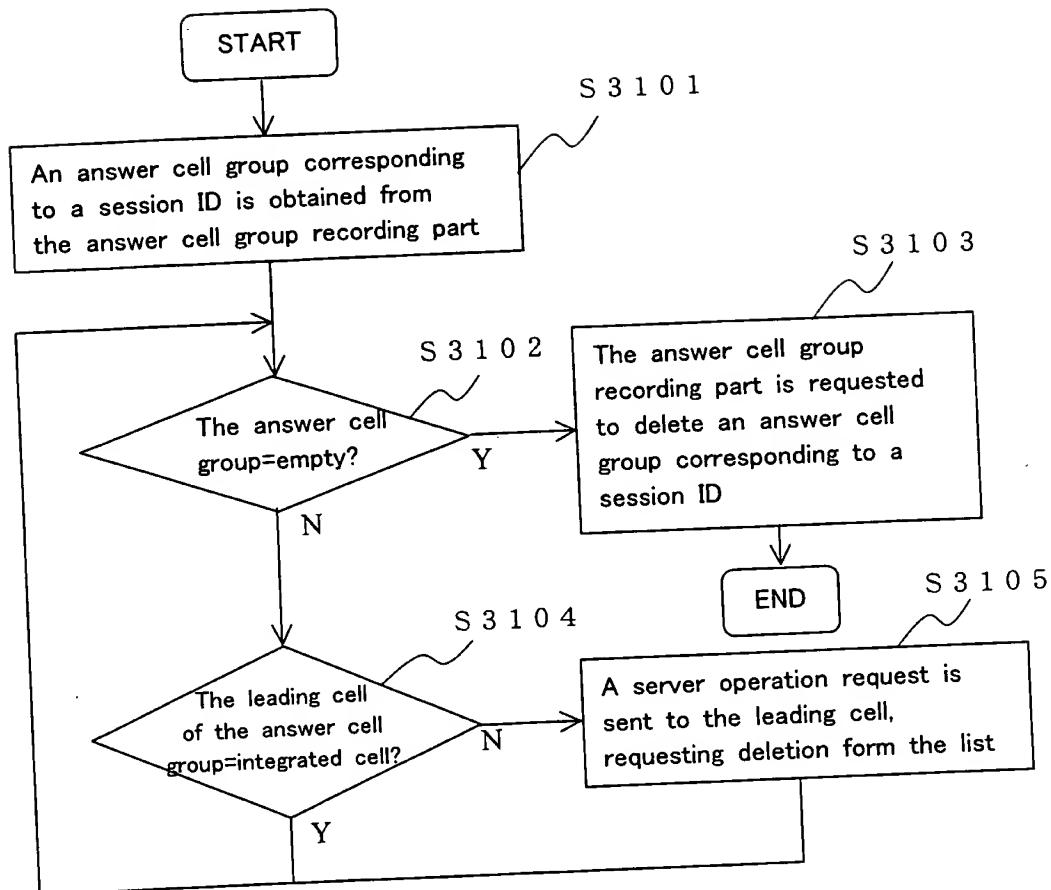 START
S3101
An answer cell group corresponding
to a session ID is obtained from
the answer cell group recording part
S3103
S3102
The answer cell group
recording part is requested
to delete an answer cell
group corresponding to a
session ID
The answer cell
group=empty?
Y
N
END
S3105
S3104
A server operation request is
sent to the leading cell,
requesting deletion form the list
The leading cell
of the answer cell
group=integrated cell?
N
Y